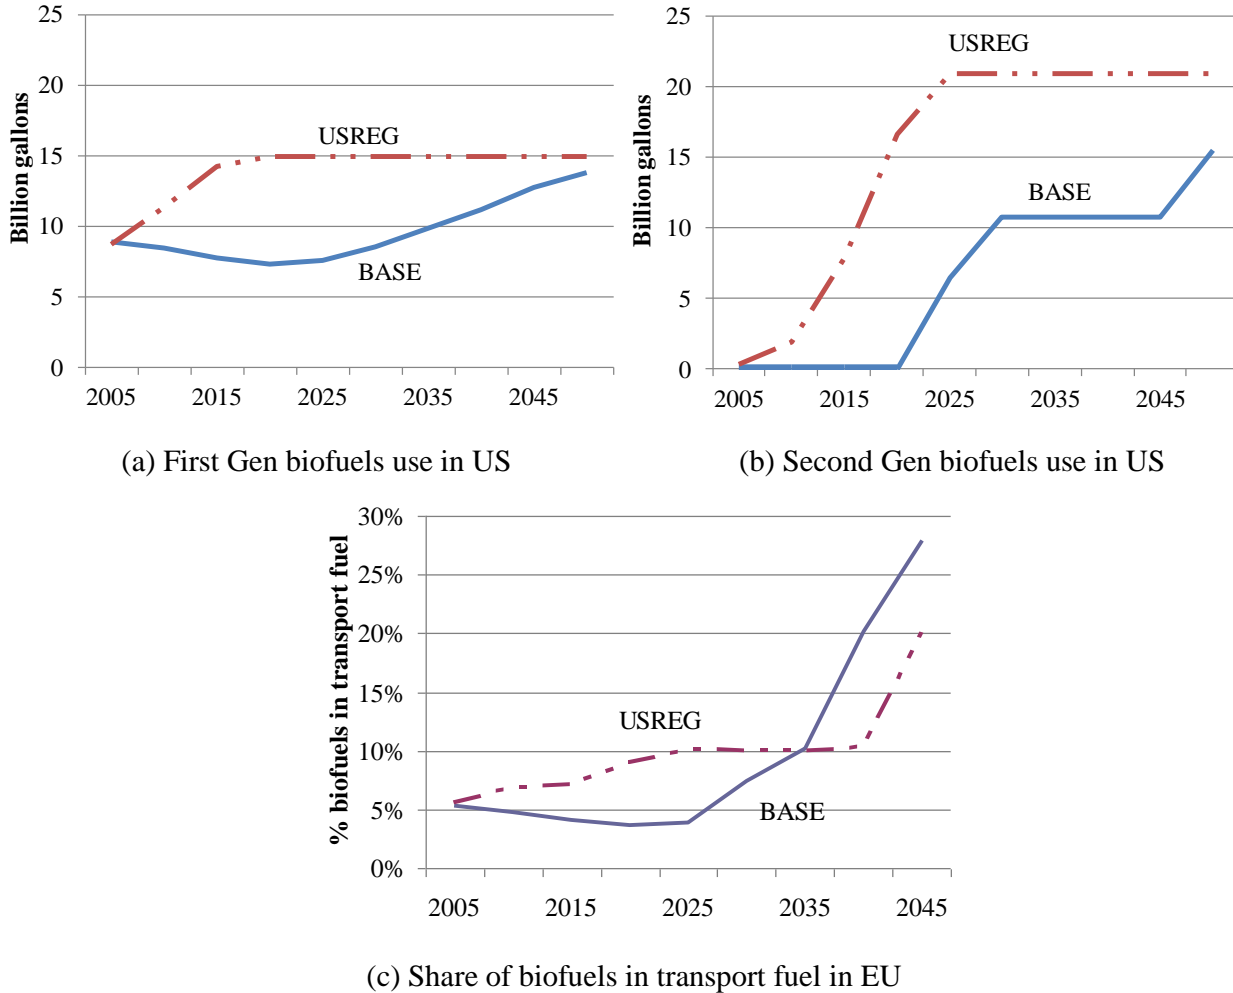 25
20
15
10
5
0
Billion gallons
USREG
BASE
2005 2015 2025 2035 2045
(a) First Gen biofuels use in US
25
20
15
10
5
0
Billion gallons
USREG
BASE
2005 2015 2025 2035 2045
(b) Second Gen biofuels use in US
30%
25%
20%
15%
10%
5%
0%
% biofuels in transport fuel
USREG
BASE
2005 2015 2025 2035 2045
(c) Share of biofuels in transport fuel in EU